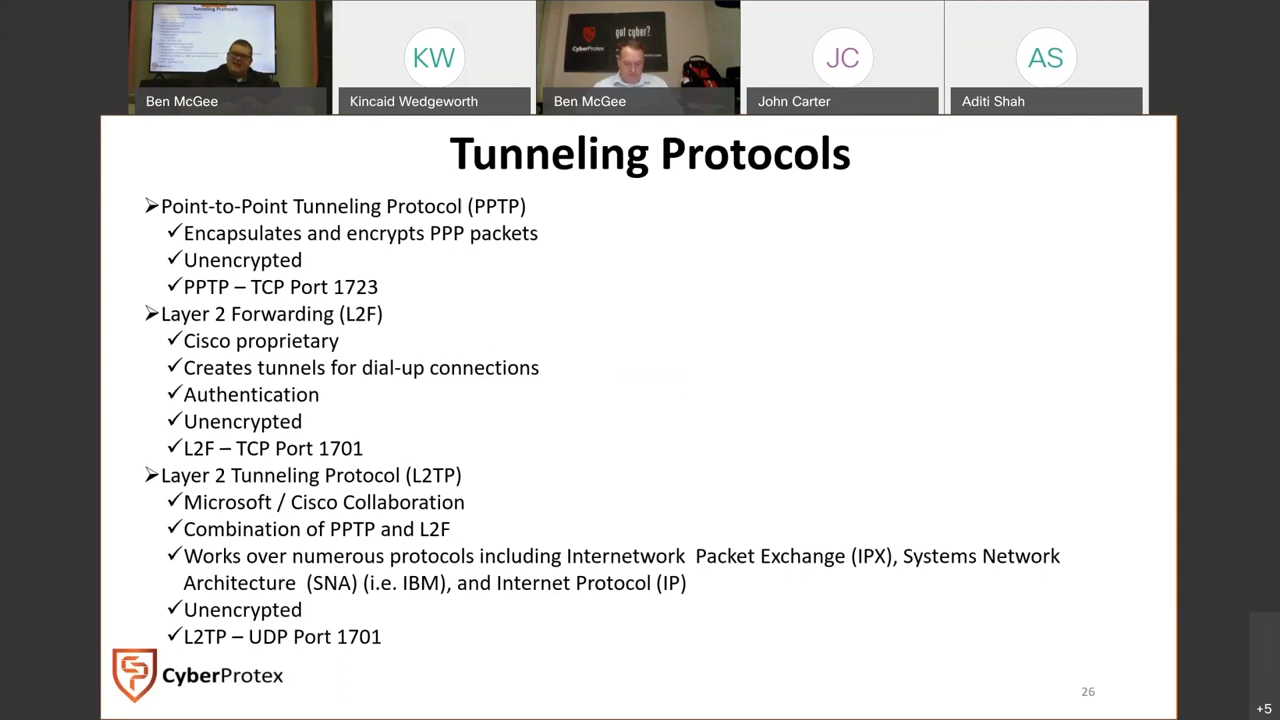 Tunneling Protocols
got cyber?
CyberProtex
KW
JC
AS
Ben McGee
Kincaid Wedgeworth
Ben McGee
John Carter
Aditi Shah
Tunneling Protocols
➢Point-to-Point Tunneling Protocol (PPTP)
✓Encapsulates and encrypts PPP packets
✓Unencrypted
✓PPTP – TCP Port 1723
➢Layer 2 Forwarding (L2F)
✓Cisco proprietary
✓Creates tunnels for dial-up connections
✓Authentication
✓Unencrypted
✓L2F – TCP Port 1701
➢Layer 2 Tunneling Protocol (L2TP)
✓Microsoft / Cisco Collaboration
✓Combination of PPTP and L2F
✓Works over numerous protocols including Internetwork Packet Exchange (IPX), Systems Network
Architecture (SNA) (i.e. IBM), and Internet Protocol (IP)
✓Unencrypted
✓L2TP – UDP Port 1701
CyberProtex
26
+5